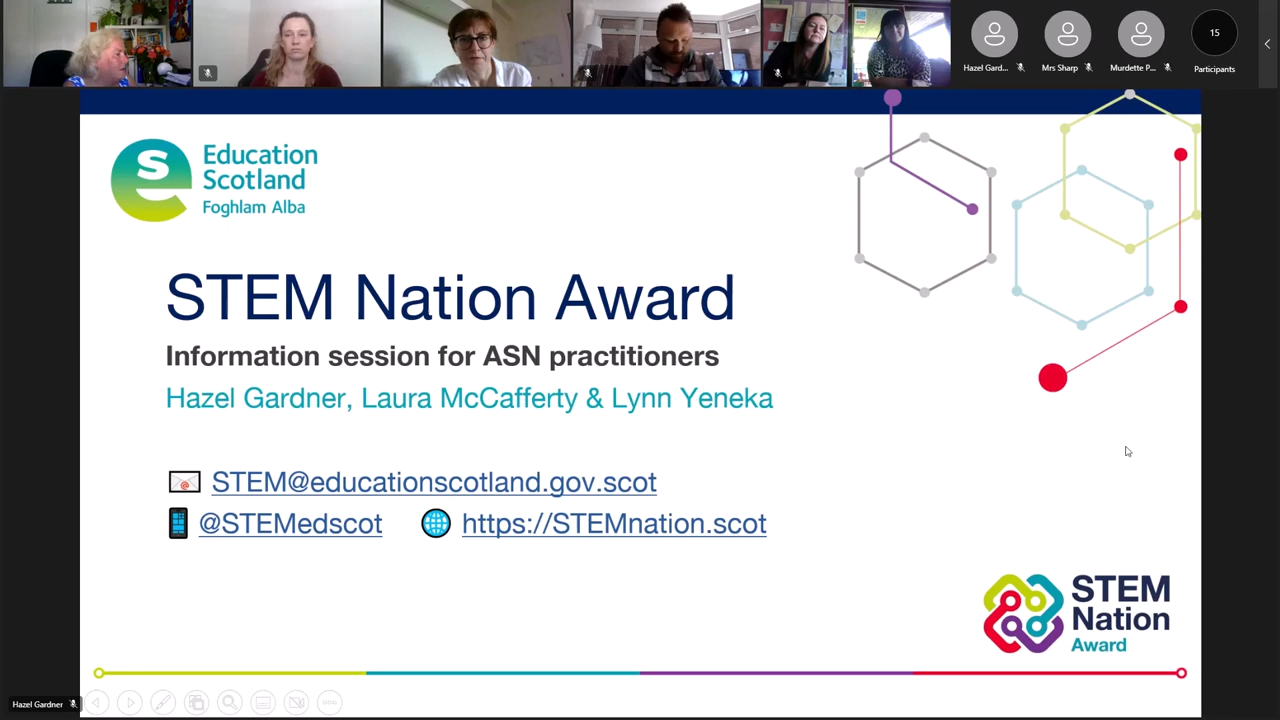 Hazel Gard...
Mrs Sharp
Murdette P...
15
Participants
Education
Scotland
Foghlam Alba
STEM Nation Award
Information session for ASN practitioners
Hazel Gardner, Laura McCafferty & Lynn Yeneka
STEM@educationscotland.gov.scot
@STEMedscot https://STEMnation.scot
STEM
Nation
Award
Hazel Gardner